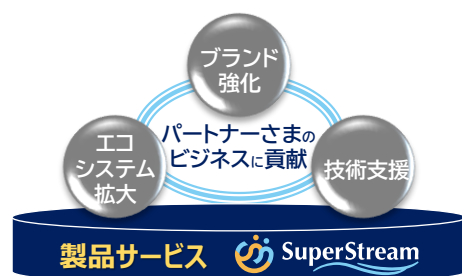 ブランド
強化
パートナーさまの
ビジネスに貢献
エコ
システム
拡大
技術支援
製品サービス SuperStream